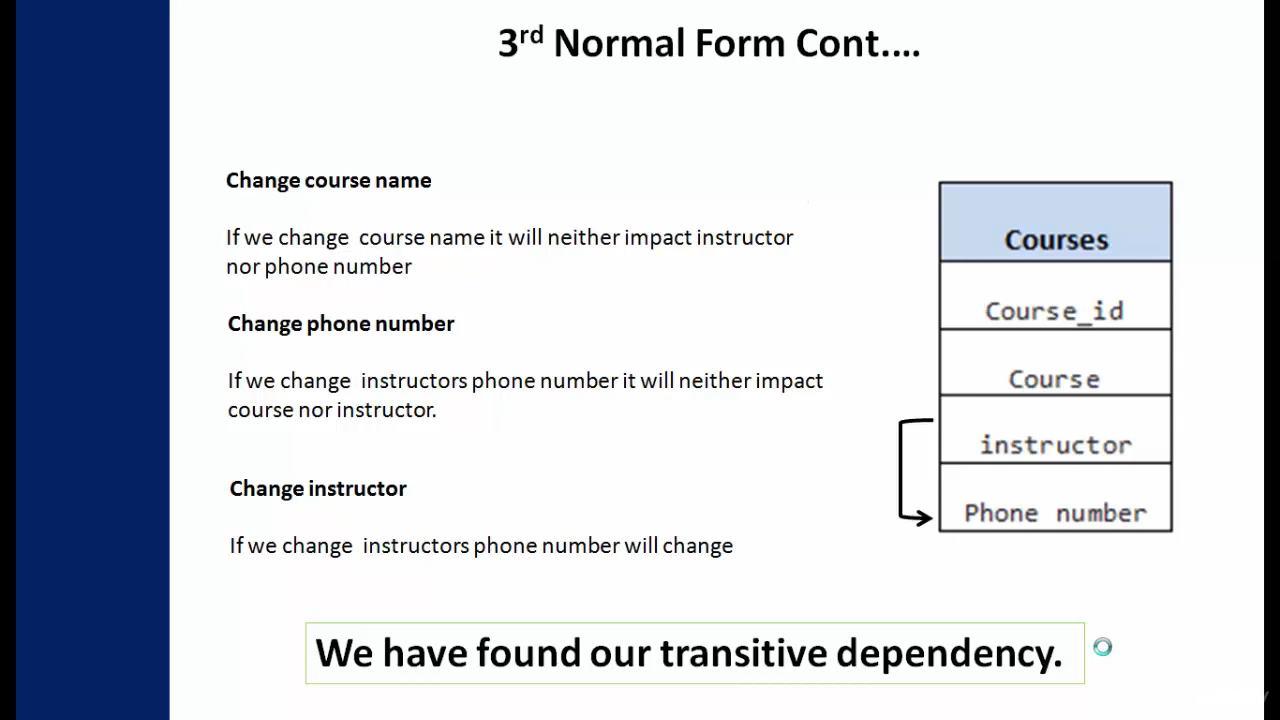 3rd Normal Form Cont....
Change course name
If we change course name it will neither impact instructor
nor phone number
Change phone number
If we change instructors phone number it will neither impact
course nor instructor.
Change instructor
If we change instructors phone number will change
Courses
Course_id
Course
instructor
Phone number
We have found our transitive dependency.